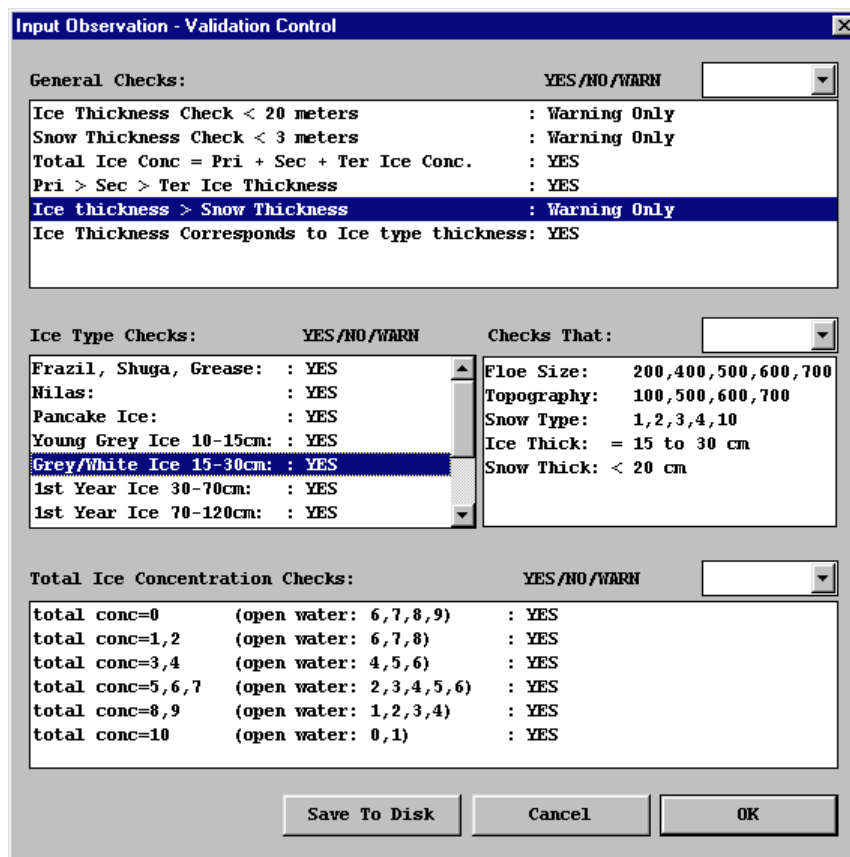 Input Observation - Validation Control
General Checks: YES/NO/WARN
Ice Thickness Check < 20 meters : Warning Only
Snow Thickness Check < 3 meters : Warning Only
Total Ice Conc = Pri + Sec + Ter Ice Conc. : YES
Pri > Sec > Ter Ice Thickness : YES
Ice thickness > Snow Thickness : Warning Only
Ice Thickness Corresponds to Ice type thickness: YES
Ice Type Checks: YES/NO/WARN
Frazil, Shuga, Grease: : YES
Nilas: : YES
Pancake Ice: : YES
Young Grey Ice 10-15cm: : YES
Grey/White Ice 15-30cm: : YES
1st Year Ice 30-70cm: : YES
1st Year Ice 70-120cm: : YES
Checks That:
Floe Size: 200,400,500,600,700
Topography: 100,500,600,700
Snow Type: 1,2,3,4,10
Ice Thick: = 15 to 30 cm
Snow Thick: < 20 cm
Total Ice Concentration Checks: YES/NO/WARN
total conc=0 (open water: 6,7,8,9) : YES
total conc=1,2 (open water: 6,7,8) : YES
total conc=3,4 (open water: 4,5,6) : YES
total conc=5,6,7 (open water: 2,3,4,5,6) : YES
total conc=8,9 (open water: 1,2,3,4) : YES
total conc=10 (open water: 0,1) : YES
Save To Disk Cancel OK